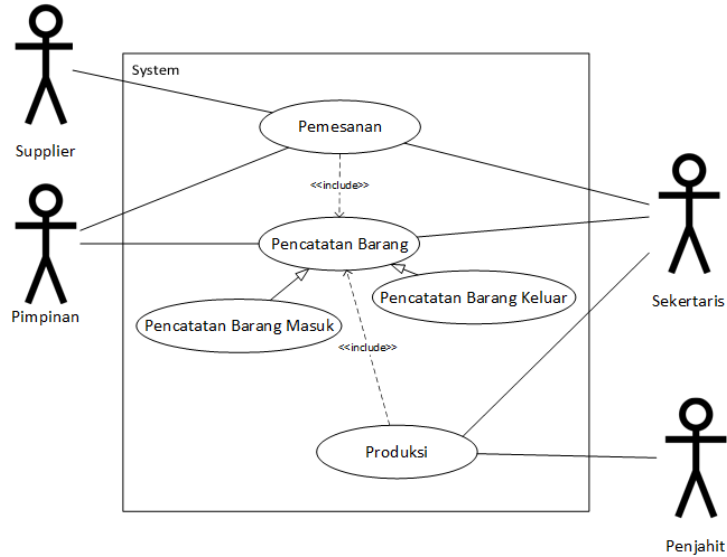 System
Pemesanan
Supplier
<<include>>
Pencatatan Barang
Pencatatan Barang Keluar
Sekertaris
Pimpinan
Pencatatan Barang Masuk
<<include>>
Produksi
Penjahit